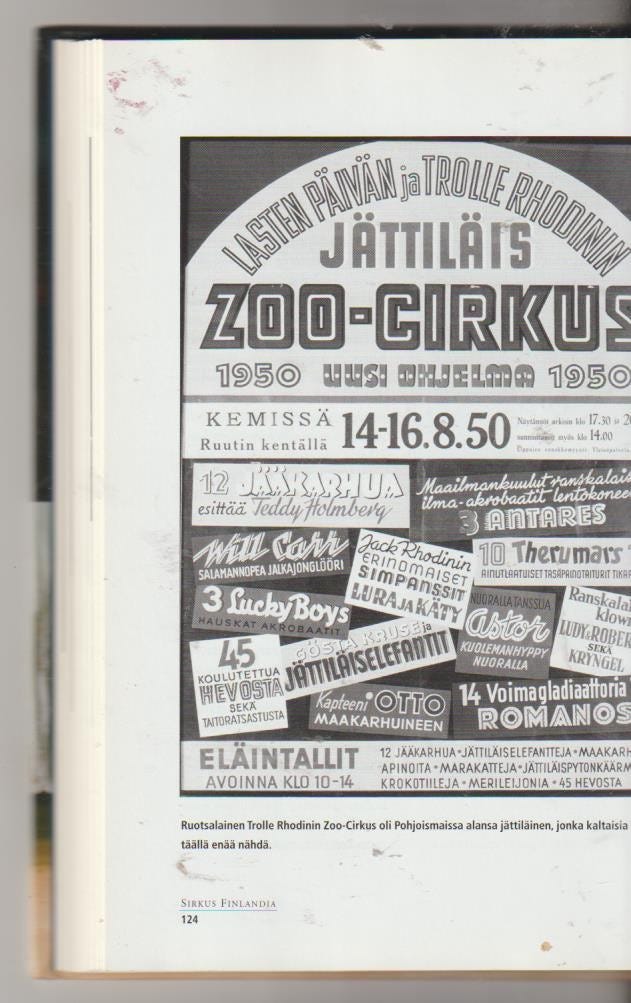 LASTEN PÄIVÄN ja TROLLE RHODININ
JÄTTILÄIS
ZOO-CIRKUS
1950 UUSI OHJELMA 1950
KEMISSÄ
Ruutin kentällä
14-16.8.50
Näytännöt arkisin klo 17.30 ja
sunnuntaisin myös klo 14.00
12 JÄÄKARHUA
esittää Teddy Holmberg
Maailmankuulut ranskalais
ilma-akrobaatit lentokonee
3 ANTARES
Will Carr
SALAMANNOPEA JALKAJONGLÖÖRI
Jack Rhodinin
ERINOMAISET
SIMPANSSIT
LURA JA KÄTY
10 Therumars
AINUTLAATUISET TASAPAINOTAITURIT TIKAP
3 Lucky Boys
HAUSKAT AKROBAATIT
NUORALLATANSSIJA
Astor
KUOLEMANHYPPY
NUORALLA
Ranskala
klow
LUDY & ROBER
SEKÄ
KRYNGEL
45
KOULUTETTUA
HEVOSTA
SEKÄ
TAITORATSASTUSTA
GÖSTA KRUSE ja
JÄTTILÄISELEFANTIT
Kapteeni OTTO
MAAKARHUINEEN
14 Voimagladiaattoria
ROMANOS
ELÄINTALLIT
AVOINNA KLO 10-14
12 JÄÄKARHUA • JÄTTILÄISELEFANTTEJA • MAAKARH
APINOITA • MARAKATTEJA • JÄTTILÄISPYTONKÄÄRM
KROKOTIILEJA • MERILEIJONIA • 45 HEVOSTA
Ruotsalainen Trolle Rhodinin Zoo-Cirkus oli Pohjoismaissa alansa jättiläinen, jonka kaltaisia
täällä enää nähdä.
SIRKUS FINLANDIA
124